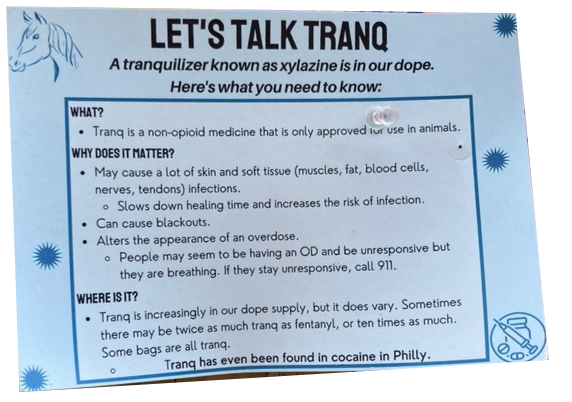 LET'S TALK TRANQ
A tranquilizer known as xylazine is in our dope.
Here's what you need to know:
WHAT?
• Tranq is a non-opioid medicine that is only approved for use in animals.
WHY DOES IT MATTER?
• May cause a lot of skin and soft tissue (muscles, fat, blood cells,
nerves, tendons) infections.
○ Slows down healing time and increases the risk of infection.
• Can cause blackouts.
• Alters the appearance of an overdose.
○ People may seem to be having an OD and be unresponsive but
they are breathing. If they stay unresponsive, call 911.
WHERE IS IT?
• Tranq is increasingly in our dope supply, but it does vary. Sometimes
there may be twice as much tranq as fentanyl, or ten times as much.
Some bags are all tranq.
○ Tranq has even been found in cocaine in Philly.